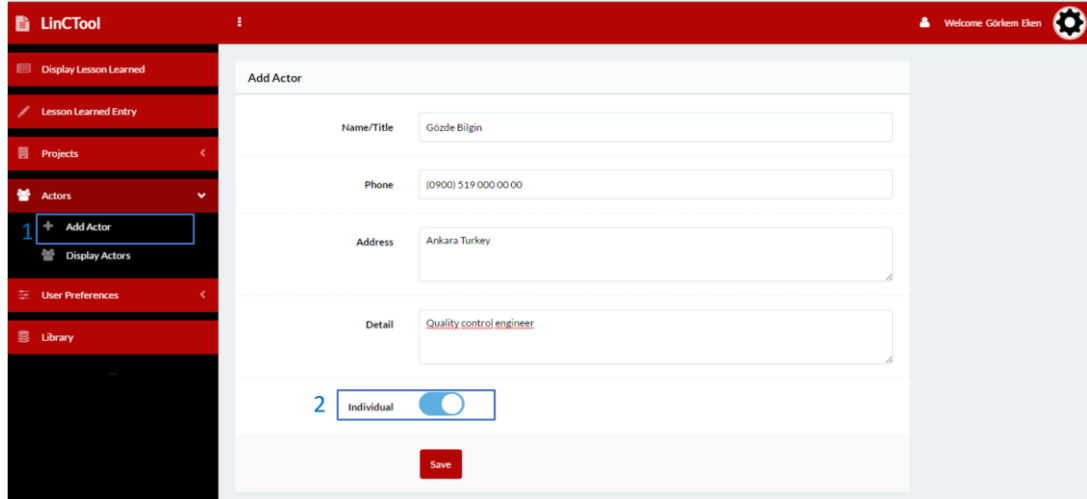 LinCTool
Welcome Görkem Eken
Display Lesson Learned
Lesson Learned Entry
Projects
Actors
1
Add Actor
Display Actors
User Preferences
Library
Add Actor
Name/Title
Gözde Bilgin
Phone
(0900) 519 000 00 00
Address
Ankara Turkey
Detail
Quality control engineer
2
Individual
Save